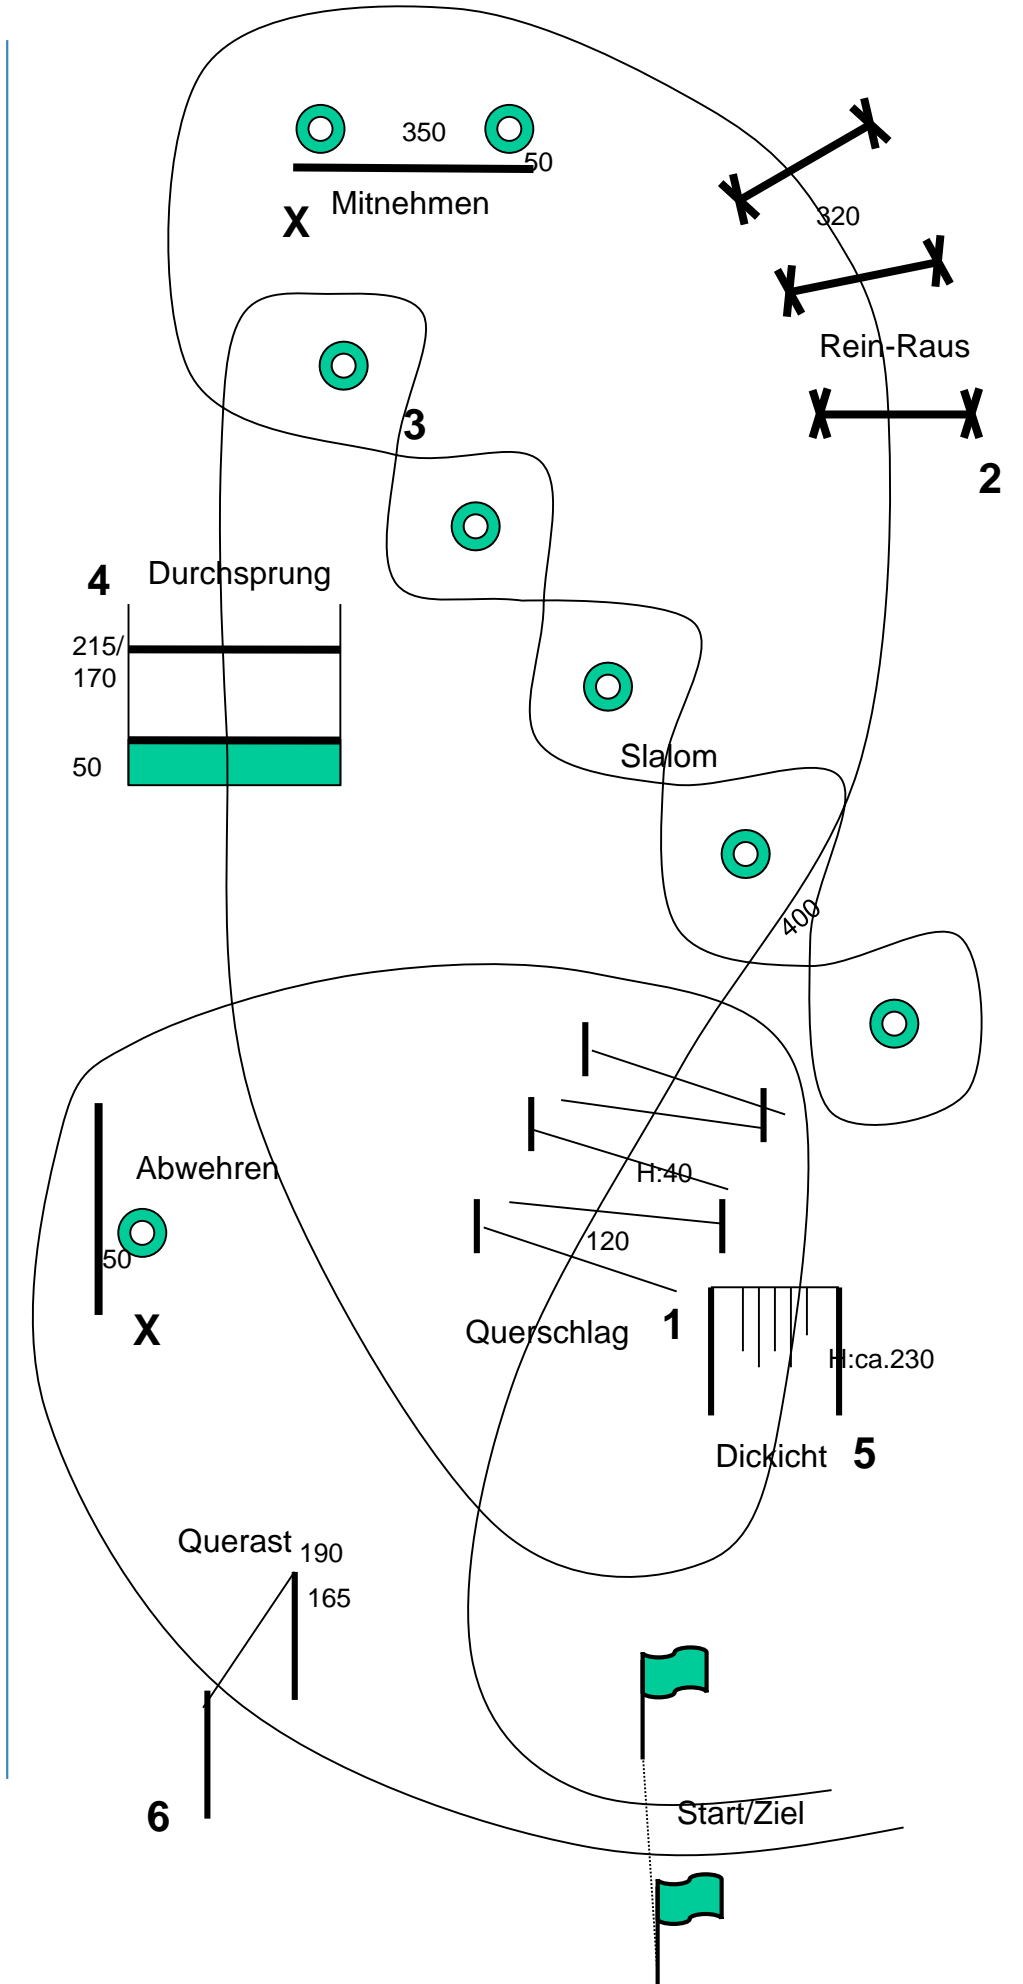 350
50
Mitnehmen
X
320
Rein-Raus
2
3
4 Durchsprung
215/
170
50
Slalom
400
Abwehren
50
X
H:40
120
Querschlag 1
H:ca.230
Dickicht 5
Querast 190
165
6
Start/Ziel